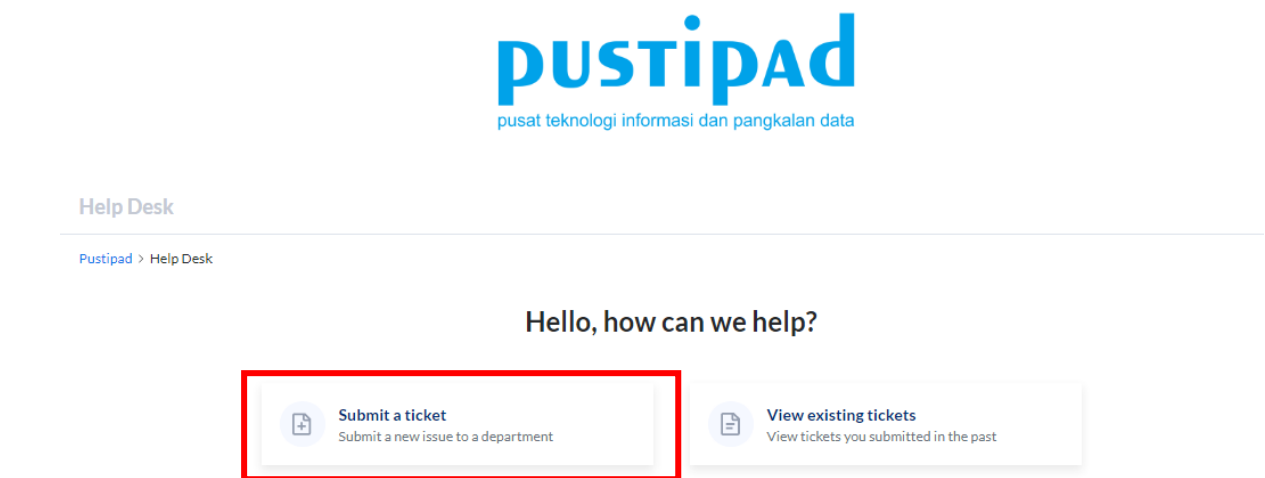 pustipad
pusat teknologi informasi dan pangkalan data
Help Desk
Pustipad > Help Desk
Hello, how can we help?
Submit a ticket
Submit a new issue to a department
View existing tickets
View tickets you submitted in the past